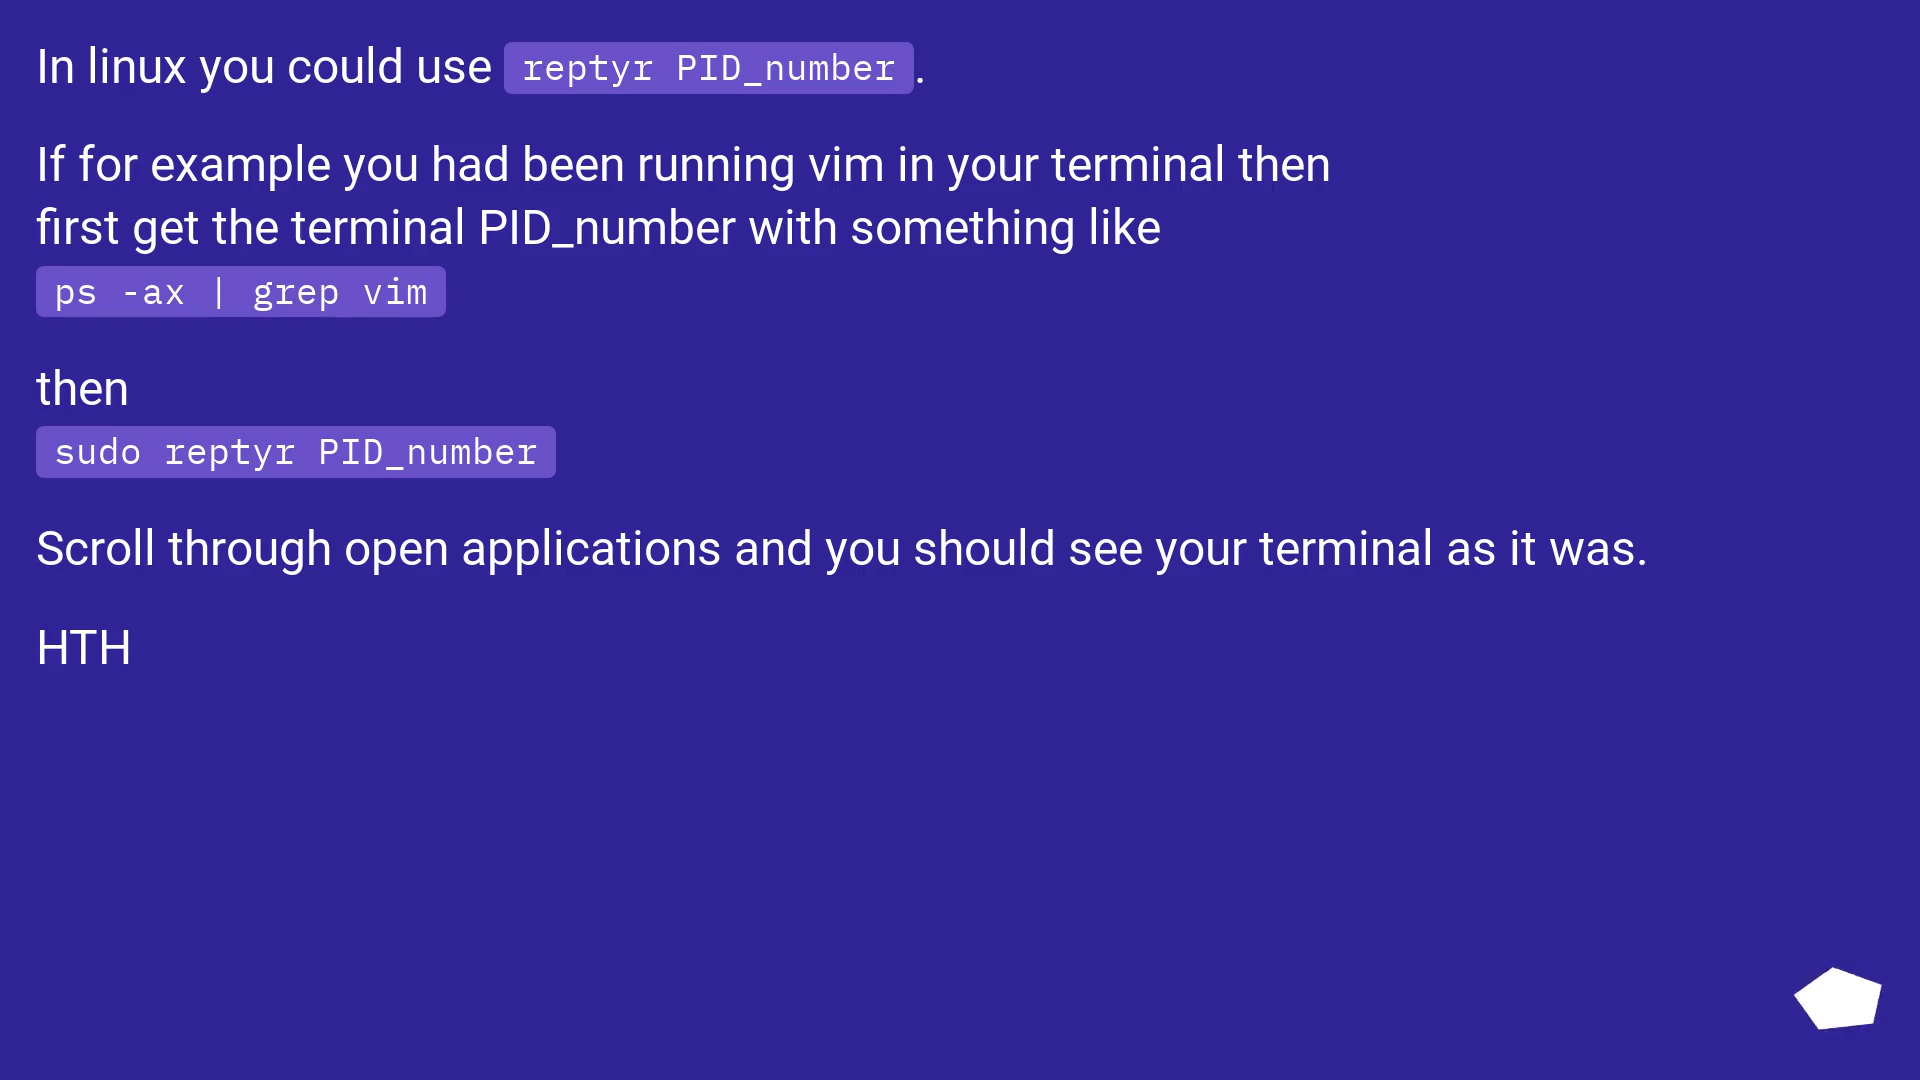 In linux you could use reptyr PID_number.
If for example you had been running vim in your terminal then
first get the terminal PID_number with something like
ps -ax | grep vim
then
sudo reptyr PID_number
Scroll through open applications and you should see your terminal as it was.
HTH